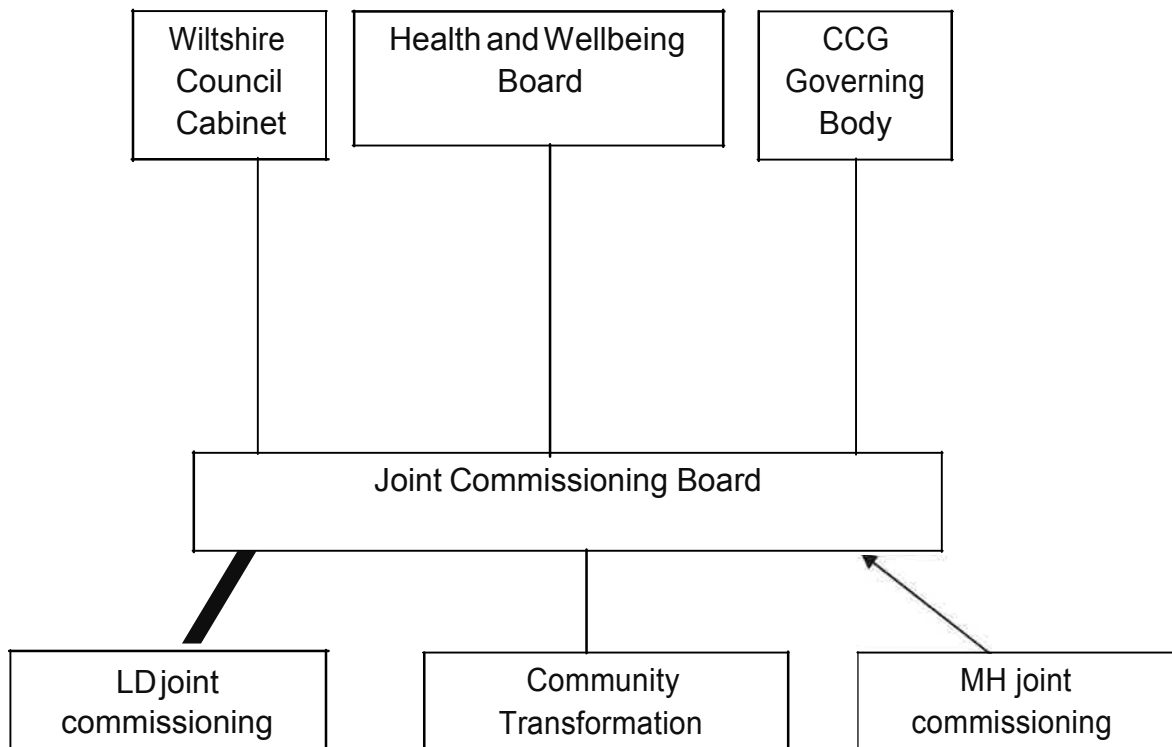 Wiltshire
Council
Cabinet
Health and Wellbeing
Board
CCG
Governing
Body
Joint Commissioning Board
LD joint
commissioning
Community
Transformation
MH joint
commissioning